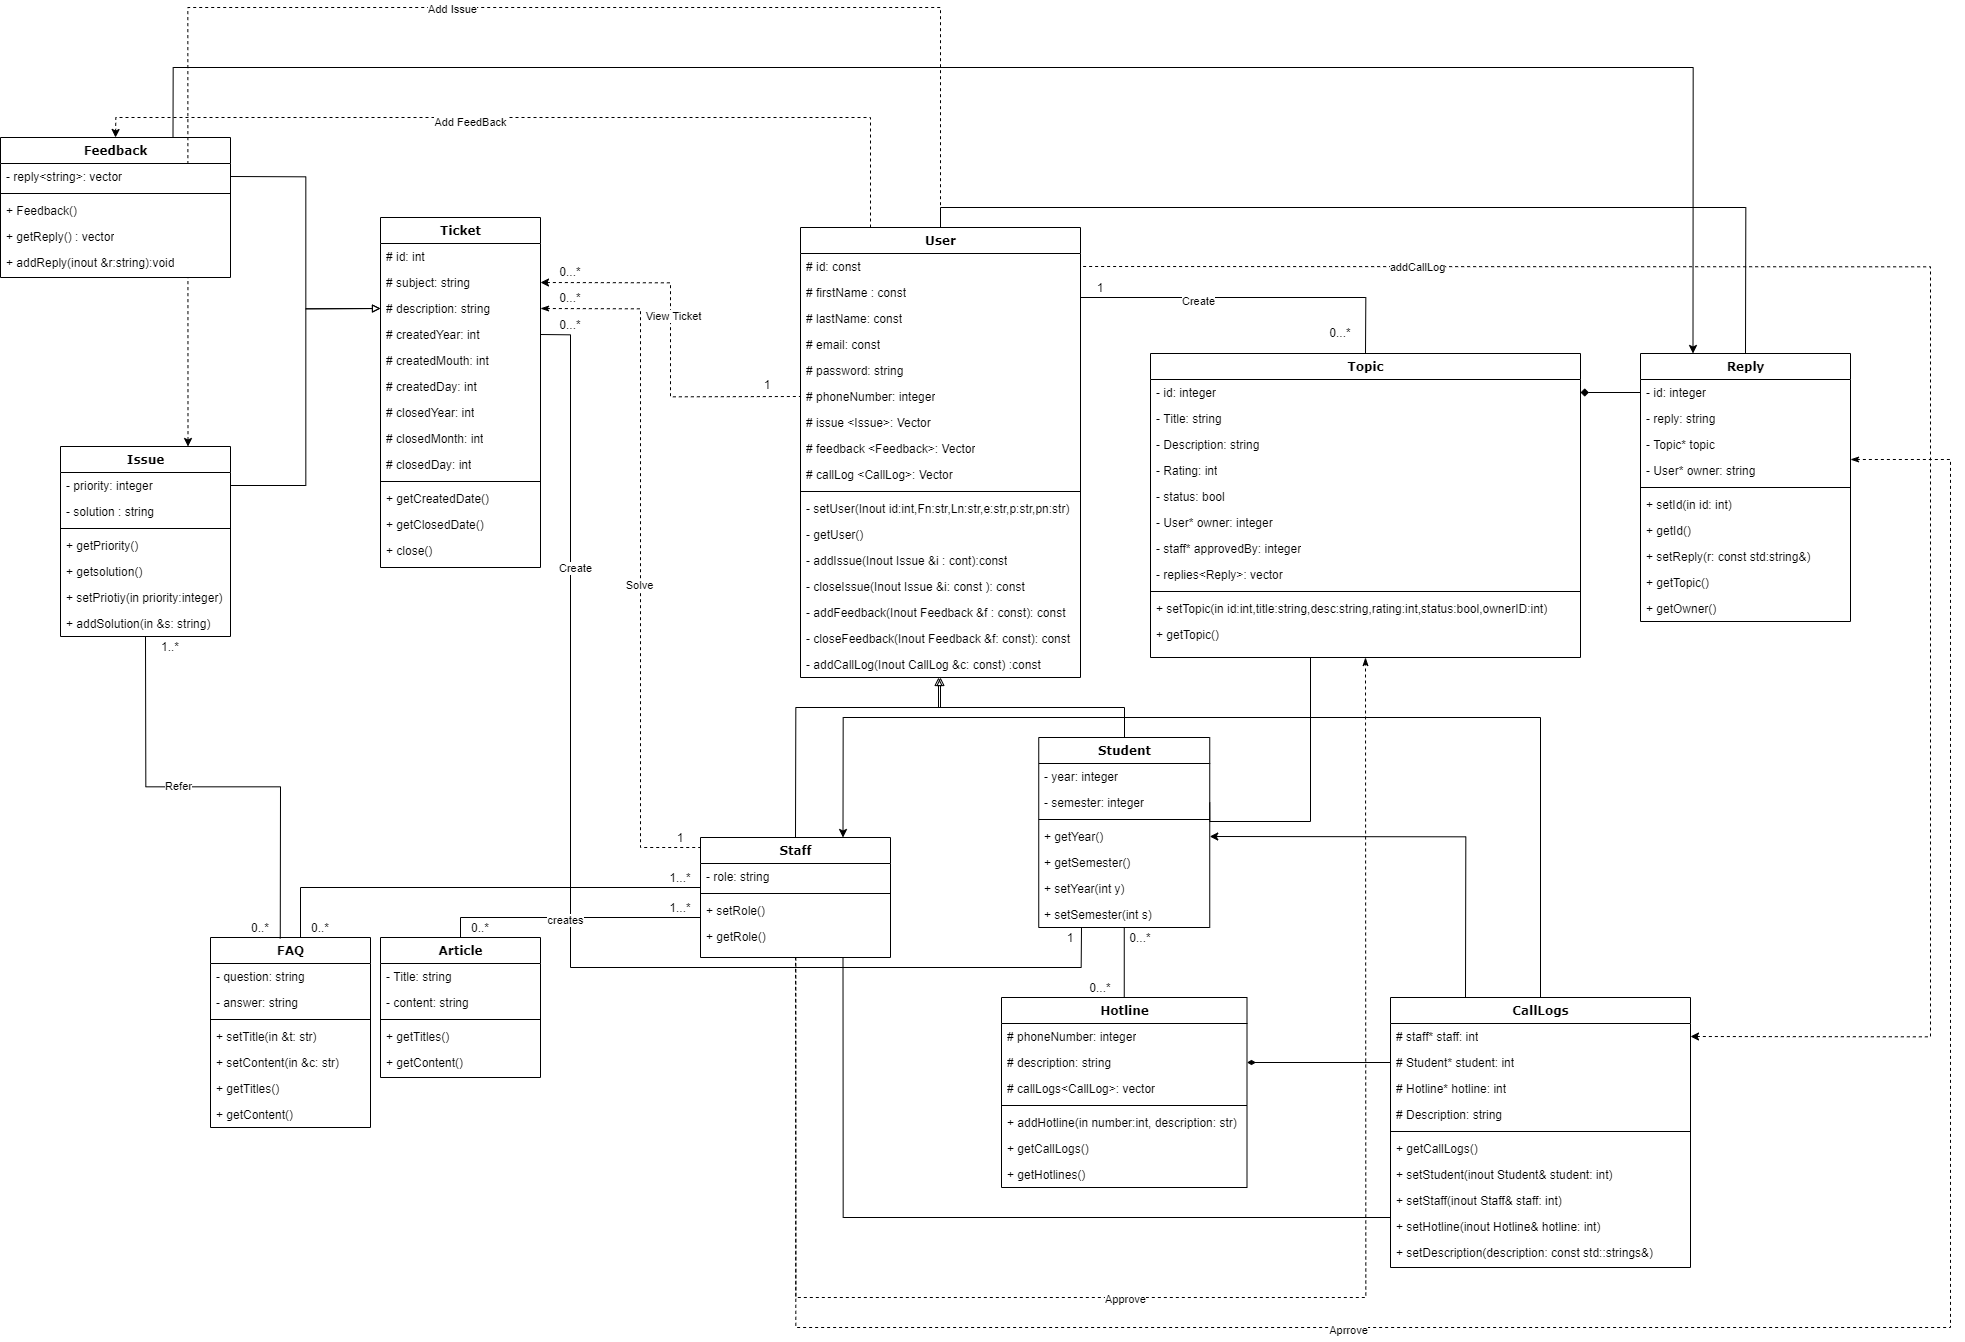 Add Issue
Add FeedBack
Feedback
- reply<string>: vector
+ Feedback()
+ getReply() : vector
+ addReply(inout &r:string):void
Ticket
# id: int
# subject: string
# description: string
# createdYear: int
# createdMouth: int
# createdDay: int
# closedYear: int
# closedMonth: int
# closedDay: int
+ getCreatedDate()
+ getClosedDate()
+ close()
0...*
0...*
0...*
View Ticket
1
User
# id: const
# firstName : const
# lastName: const
# email: const
# password: string
# phoneNumber: integer
# issue <Issue>: Vector
# feedback <Feedback>: Vector
# callLog <CallLog>: Vector
- setUser(Inout id:int,Fn:str,Ln:str,e:str,p:str,pn:str)
- getUser()
- addIssue(Inout Issue &i : cont):const
- closeIssue(Inout Issue &i: const ): const
- addFeedback(Inout Feedback &f : const): const
- closeFeedback(Inout Feedback &f: const): const
- addCallLog(Inout CallLog &c: const) :const
addCallLog
1
Create
0...*
Topic
- id: integer
- Title: string
- Description: string
- Rating: int
- status: bool
- User* owner: integer
- staff* approvedBy: integer
- replies<Reply>: vector
+ setTopic(in id:int,title:string,desc:string,rating:int,status:bool,ownerID:int)
+ getTopic()
Reply
- id: integer
- reply: string
- Topic* topic
- User* owner: string
+ setId(in id: int)
+ getId()
+ setReply(r: const std:string&)
+ getTopic()
+ getOwner()
Issue
- priority: integer
- solution : string
+ getPriority()
+ getsolution()
+ setPriotiy(in priority:integer)
+ addSolution(in &s: string)
1..*
Create
Solve
Refer
Student
- year: integer
- semester: integer
+ getYear()
+ getSemester()
+ setYear(int y)
+ setSemester(int s)
1
0...*
0...*
1
Staff
- role: string
+ setRole()
+ getRole()
1...*
1...*
creates
0..*
0..*
0..*
FAQ
- question: string
- answer: string
+ setTitle(in &t: str)
+ setContent(in &c: str)
+ getTitles()
+ getContent()
Article
- Title: string
- content: string
+ getTitles()
+ getContent()
Hotline
# phoneNumber: integer
# description: string
# callLogs<CallLog>: vector
+ addHotline(in number:int, description: str)
+ getCallLogs()
+ getHotlines()
CallLogs
# staff* staff: int
# Student* student: int
# Hotline* hotline: int
# Description: string
+ getCallLogs()
+ setStudent(inout Student& student: int)
+ setStaff(inout Staff& staff: int)
+ setHotline(inout Hotline& hotline: int)
+ setDescription(description: const std::strings&)
Approve
Aprrove